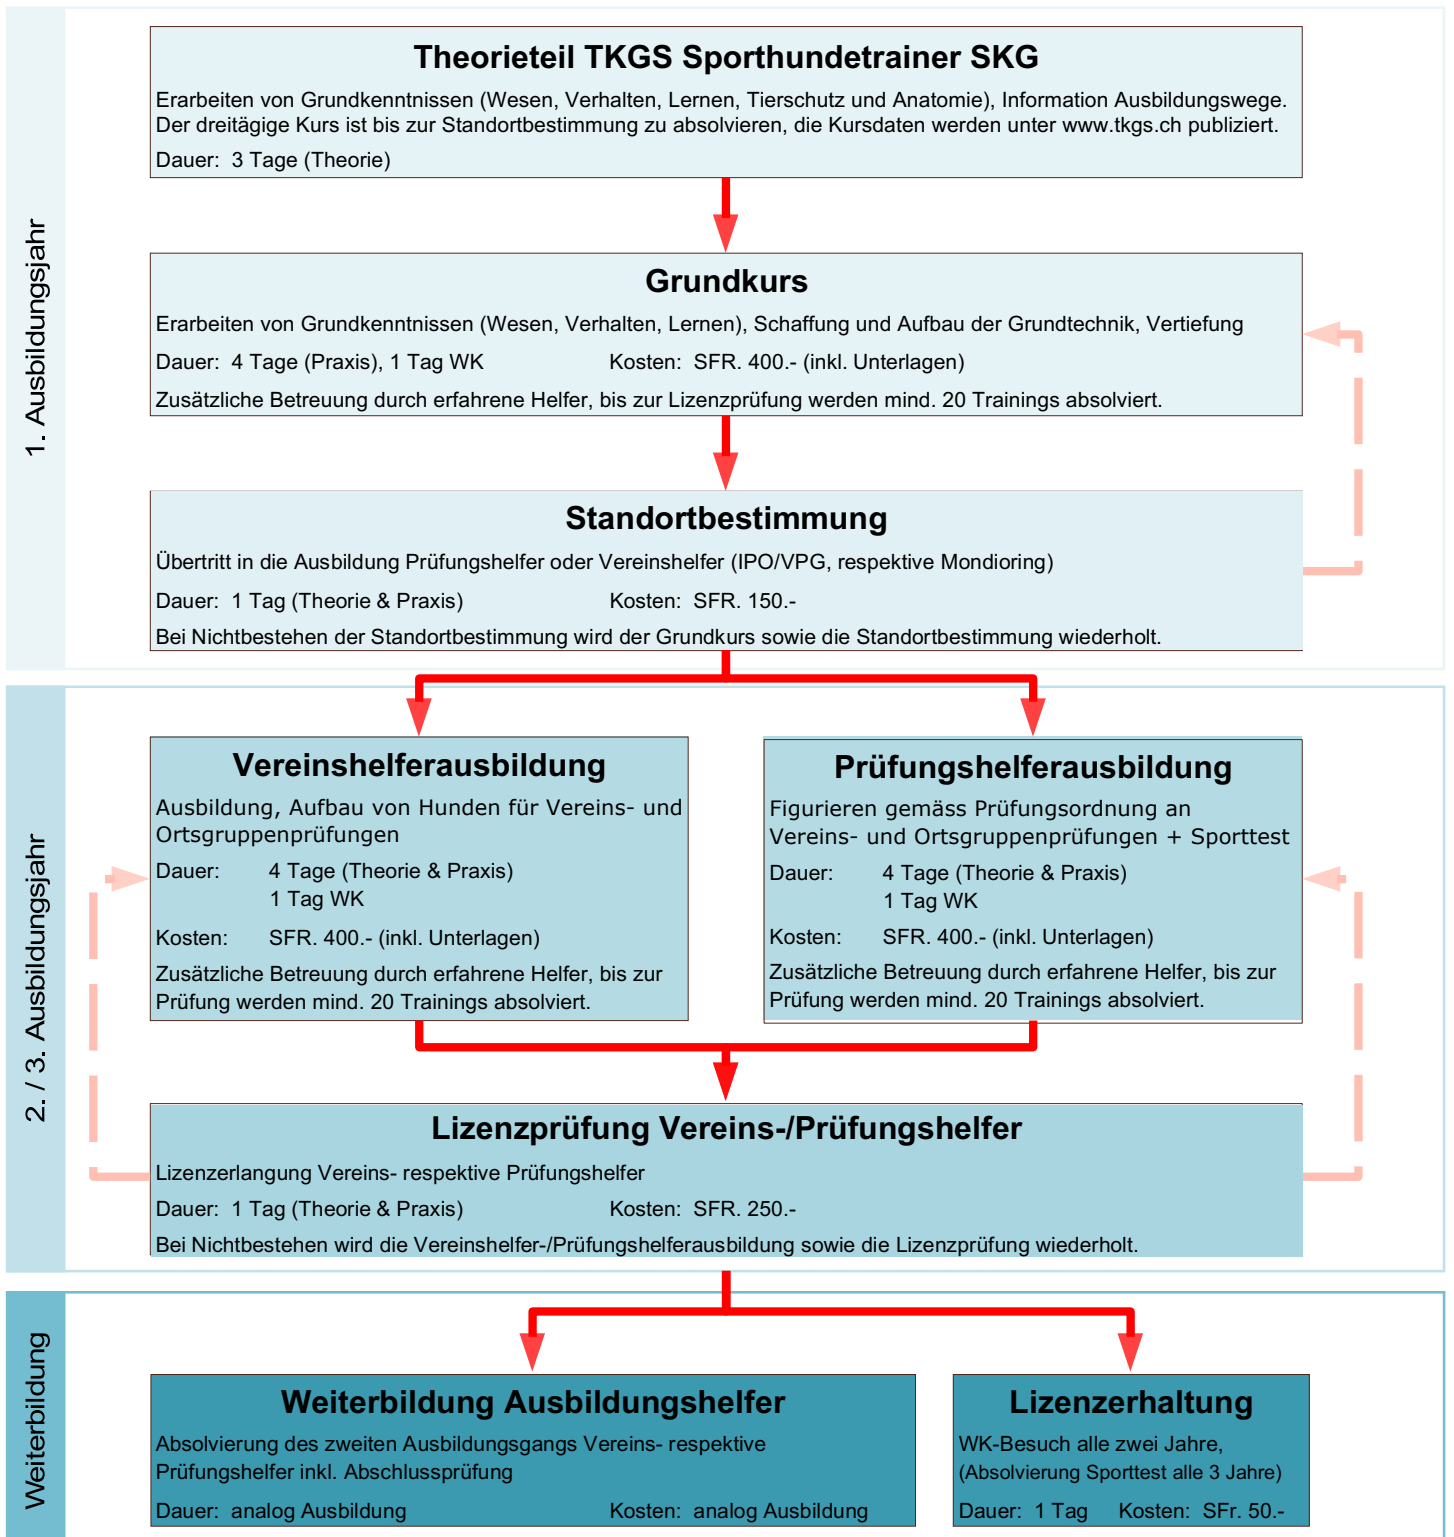 1. Ausbildungsjahr
Theorieteil TKGS Sporthundetrainer SKG
Erarbeiten von Grundkenntnissen (Wesen, Verhalten, Lernen, Tierschutz und Anatomie), Information Ausbildungswege.
Der dreitägige Kurs ist bis zur Standortbestimmung zu absolvieren, die Kursdaten werden unter www.tkgs.ch publiziert.
Dauer: 3 Tage (Theorie)
Grundkurs
Erarbeiten von Grundkenntnissen (Wesen, Verhalten, Lernen), Schaffung und Aufbau der Grundtechnik, Vertiefung
Dauer: 4 Tage (Praxis), 1 Tag WK Kosten: SFR. 400.- (inkl. Unterlagen)
Zusätzliche Betreuung durch erfahrene Helfer, bis zur Lizenzprüfung werden mind. 20 Trainings absolviert.
Standortbestimmung
Übertritt in die Ausbildung Prüfungshelfer oder Vereinshelfer (IPO/VPG, respektive Mondioring)
Dauer: 1 Tag (Theorie & Praxis) Kosten: SFR. 150.-
Bei Nichtbestehen der Standortbestimmung wird der Grundkurs sowie die Standortbestimmung wiederholt.
2. / 3. Ausbildungsjahr
Vereinshelferausbildung
Ausbildung, Aufbau von Hunden für Vereins- und
Ortsgruppenprüfungen
Dauer: 4 Tage (Theorie & Praxis)
1 Tag WK
Kosten: SFR. 400.- (inkl. Unterlagen)
Zusätzliche Betreuung durch erfahrene Helfer, bis zur
Prüfung werden mind. 20 Trainings absolviert.
Prüfungshelferausbildung
Figurieren gemäss Prüfungsordnung an
Vereins- und Ortsgruppenprüfungen + Sporttest
Dauer: 4 Tage (Theorie & Praxis)
1 Tag WK
Kosten: SFR. 400.- (inkl. Unterlagen)
Zusätzliche Betreuung durch erfahrene Helfer, bis zur
Prüfung werden mind. 20 Trainings absolviert.
Lizenzprüfung Vereins-/Prüfungshelfer
Lizenzerlangung Vereins- respektive Prüfungshelfer
Dauer: 1 Tag (Theorie & Praxis) Kosten: SFR. 250.-
Bei Nichtbestehen wird die Vereinshelfer-/Prüfungshelferausbildung sowie die Lizenzprüfung wiederholt.
Weiterbildung
Weiterbildung Ausbildungshelfer
Absolvierung des zweiten Ausbildungsgangs Vereins- respektive
Prüfungshelfer inkl. Abschlussprüfung
Dauer: analog Ausbildung Kosten: analog Ausbildung
Lizenzerhaltung
WK-Besuch alle zwei Jahre,
(Absolvierung Sporttest alle 3 Jahre)
Dauer: 1 Tag Kosten: SFr. 50.-